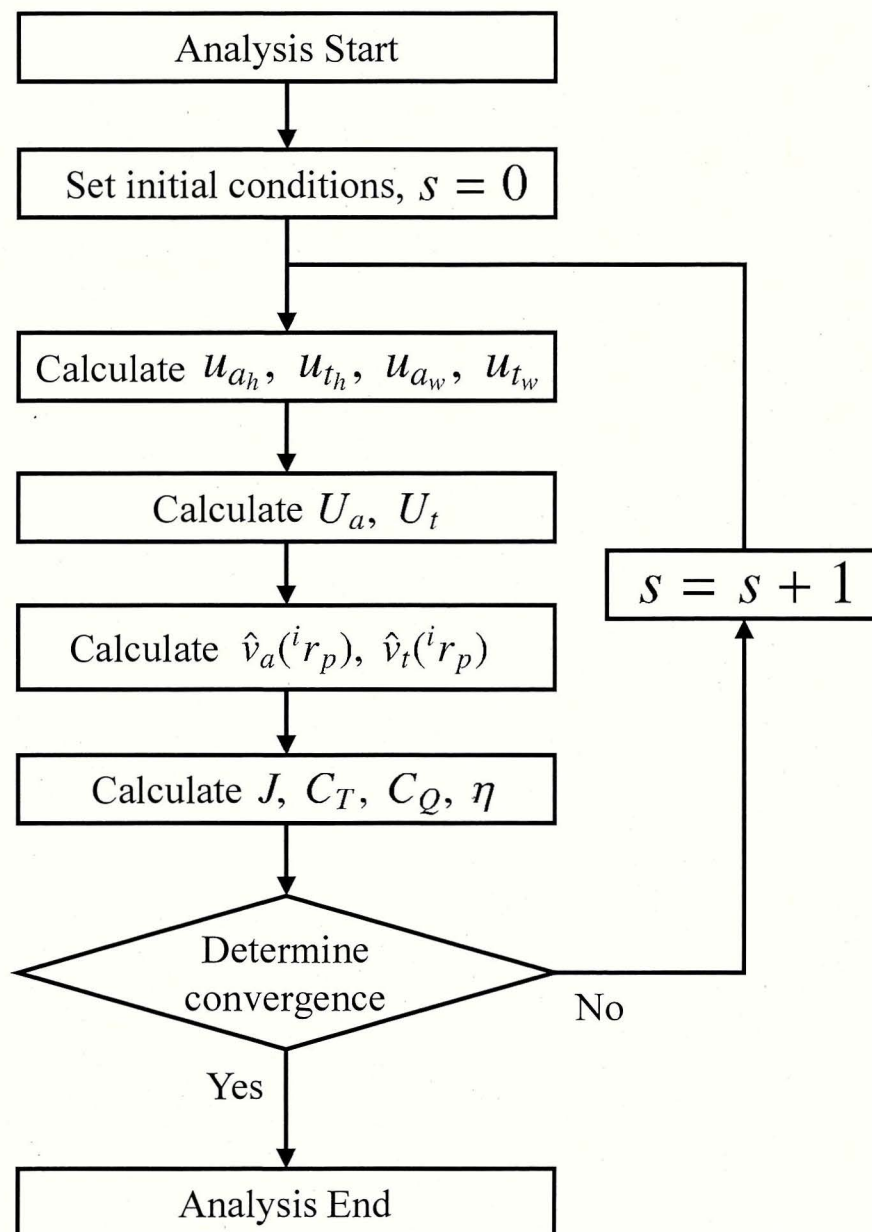 Analysis Start
Set initial conditions, s = 0
Calculate u_{a_h}, u_{t_h}, u_{a_w}, u_{t_w}
Calculate U_a, U_t
s = s + 1
Calculate v̂_a(^i r_p), v̂_t(^i r_p)
Calculate J, C_T, C_Q, η
Determine
convergence
No
Yes
Analysis End